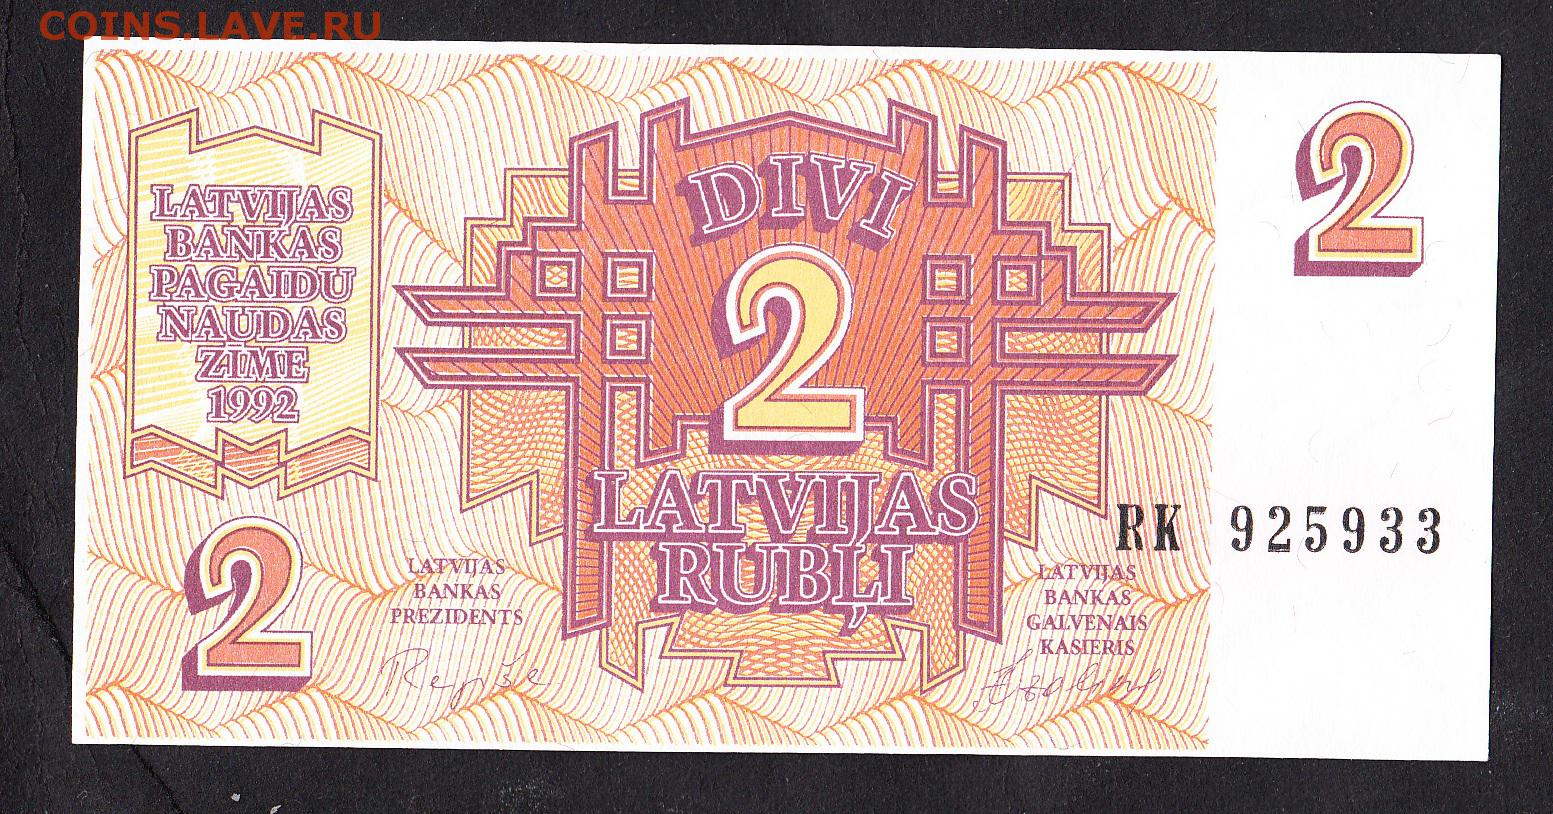 COINS.LAVE.RU
LATVIJAS
BANKAS
PAGAIDU
NAUDAS
ZIME
1992
DIVI
2
LATVIJAS
RUBĻI
2
RK 925933
2
LATVIJAS
BANKAS
PREZIDENTS
LATVIJAS
BANKAS
GALVENAIS
KASIERIS